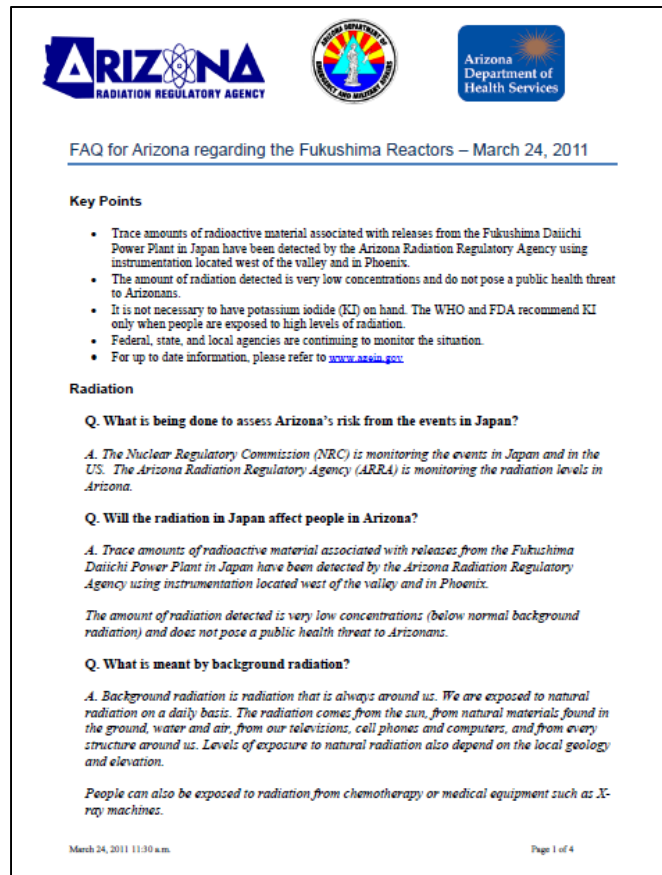 ARIZONA
RADIATION REGULATORY AGENCY
ARIZONA DEPARTMENT OF
EMERGENCY AND MILITARY AFFAIRS
Arizona
Department of
Health Services
FAQ for Arizona regarding the Fukushima Reactors – March 24, 2011
Key Points
• Trace amounts of radioactive material associated with releases from the Fukushima Daiichi
Power Plant in Japan have been detected by the Arizona Radiation Regulatory Agency using
instrumentation located west of the valley and in Phoenix.
• The amount of radiation detected is very low concentrations and do not pose a public health threat
to Arizonans.
• It is not necessary to have potassium iodide (KI) on hand. The WHO and FDA recommend KI
only when people are exposed to high levels of radiation.
• Federal, state, and local agencies are continuing to monitor the situation.
• For up to date information, please refer to www.azein.gov
Radiation
Q. What is being done to assess Arizona's risk from the events in Japan?
A. The Nuclear Regulatory Commission (NRC) is monitoring the events in Japan and in the
US. The Arizona Radiation Regulatory Agency (ARRA) is monitoring the radiation levels in
Arizona.
Q. Will the radiation in Japan affect people in Arizona?
A. Trace amounts of radioactive material associated with releases from the Fukushima
Daiichi Power Plant in Japan have been detected by the Arizona Radiation Regulatory
Agency using instrumentation located west of the valley and in Phoenix.
The amount of radiation detected is very low concentrations (below normal background
radiation) and does not pose a public health threat to Arizonans.
Q. What is meant by background radiation?
A. Background radiation is radiation that is always around us. We are exposed to natural
radiation on a daily basis. The radiation comes from the sun, from natural materials found in
the ground, water and air, from our televisions, cell phones and computers, and from every
structure around us. Levels of exposure to natural radiation also depend on the local geology
and elevation.
People can also be exposed to radiation from chemotherapy or medical equipment such as X-
ray machines.
March 24, 2011 11:30 a.m.
Page 1 of 4